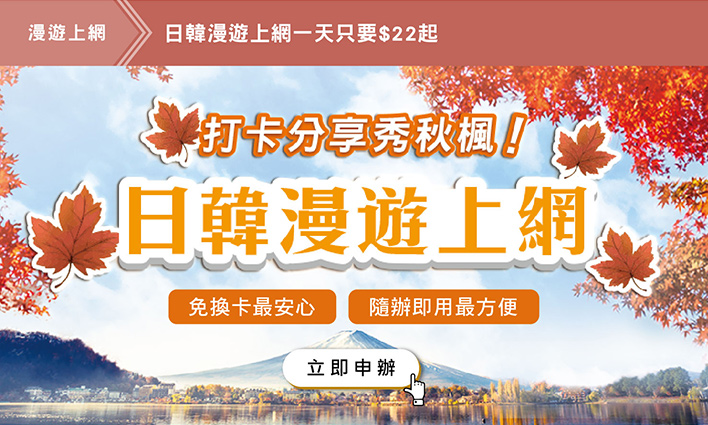 漫遊上網
日韓漫遊上網一天只要$22起
打卡分享秀秋楓！
日韓漫遊上網
免換卡最安心
隨辦即用最方便
立即申辦